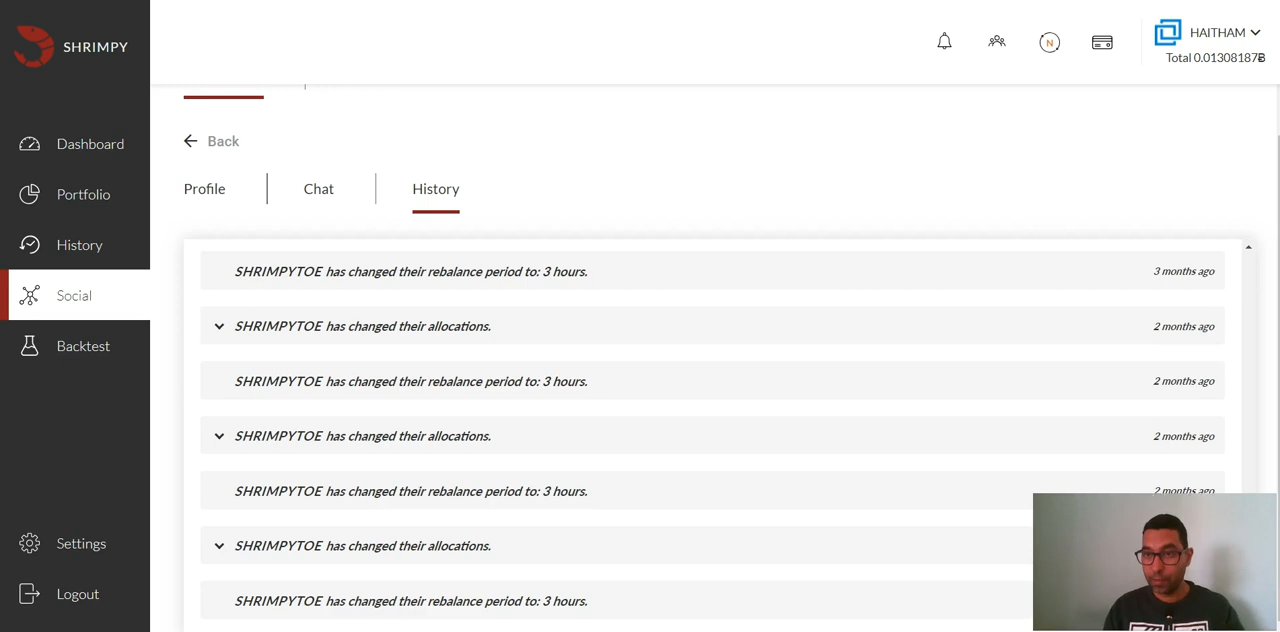 SHRIMPY
N
HAITHAM
Total 0.01308187Ƀ
Dashboard
Portfolio
History
Social
Backtest
Settings
Logout
Back
Profile
Chat
History
SHRIMPYTOE has changed their rebalance period to: 3 hours. 3 months ago
SHRIMPYTOE has changed their allocations. 2 months ago
SHRIMPYTOE has changed their rebalance period to: 3 hours. 2 months ago
SHRIMPYTOE has changed their allocations. 2 months ago
SHRIMPYTOE has changed their rebalance period to: 3 hours. 2 months ago
SHRIMPYTOE has changed their allocations.
SHRIMPYTOE has changed their rebalance period to: 3 hours.